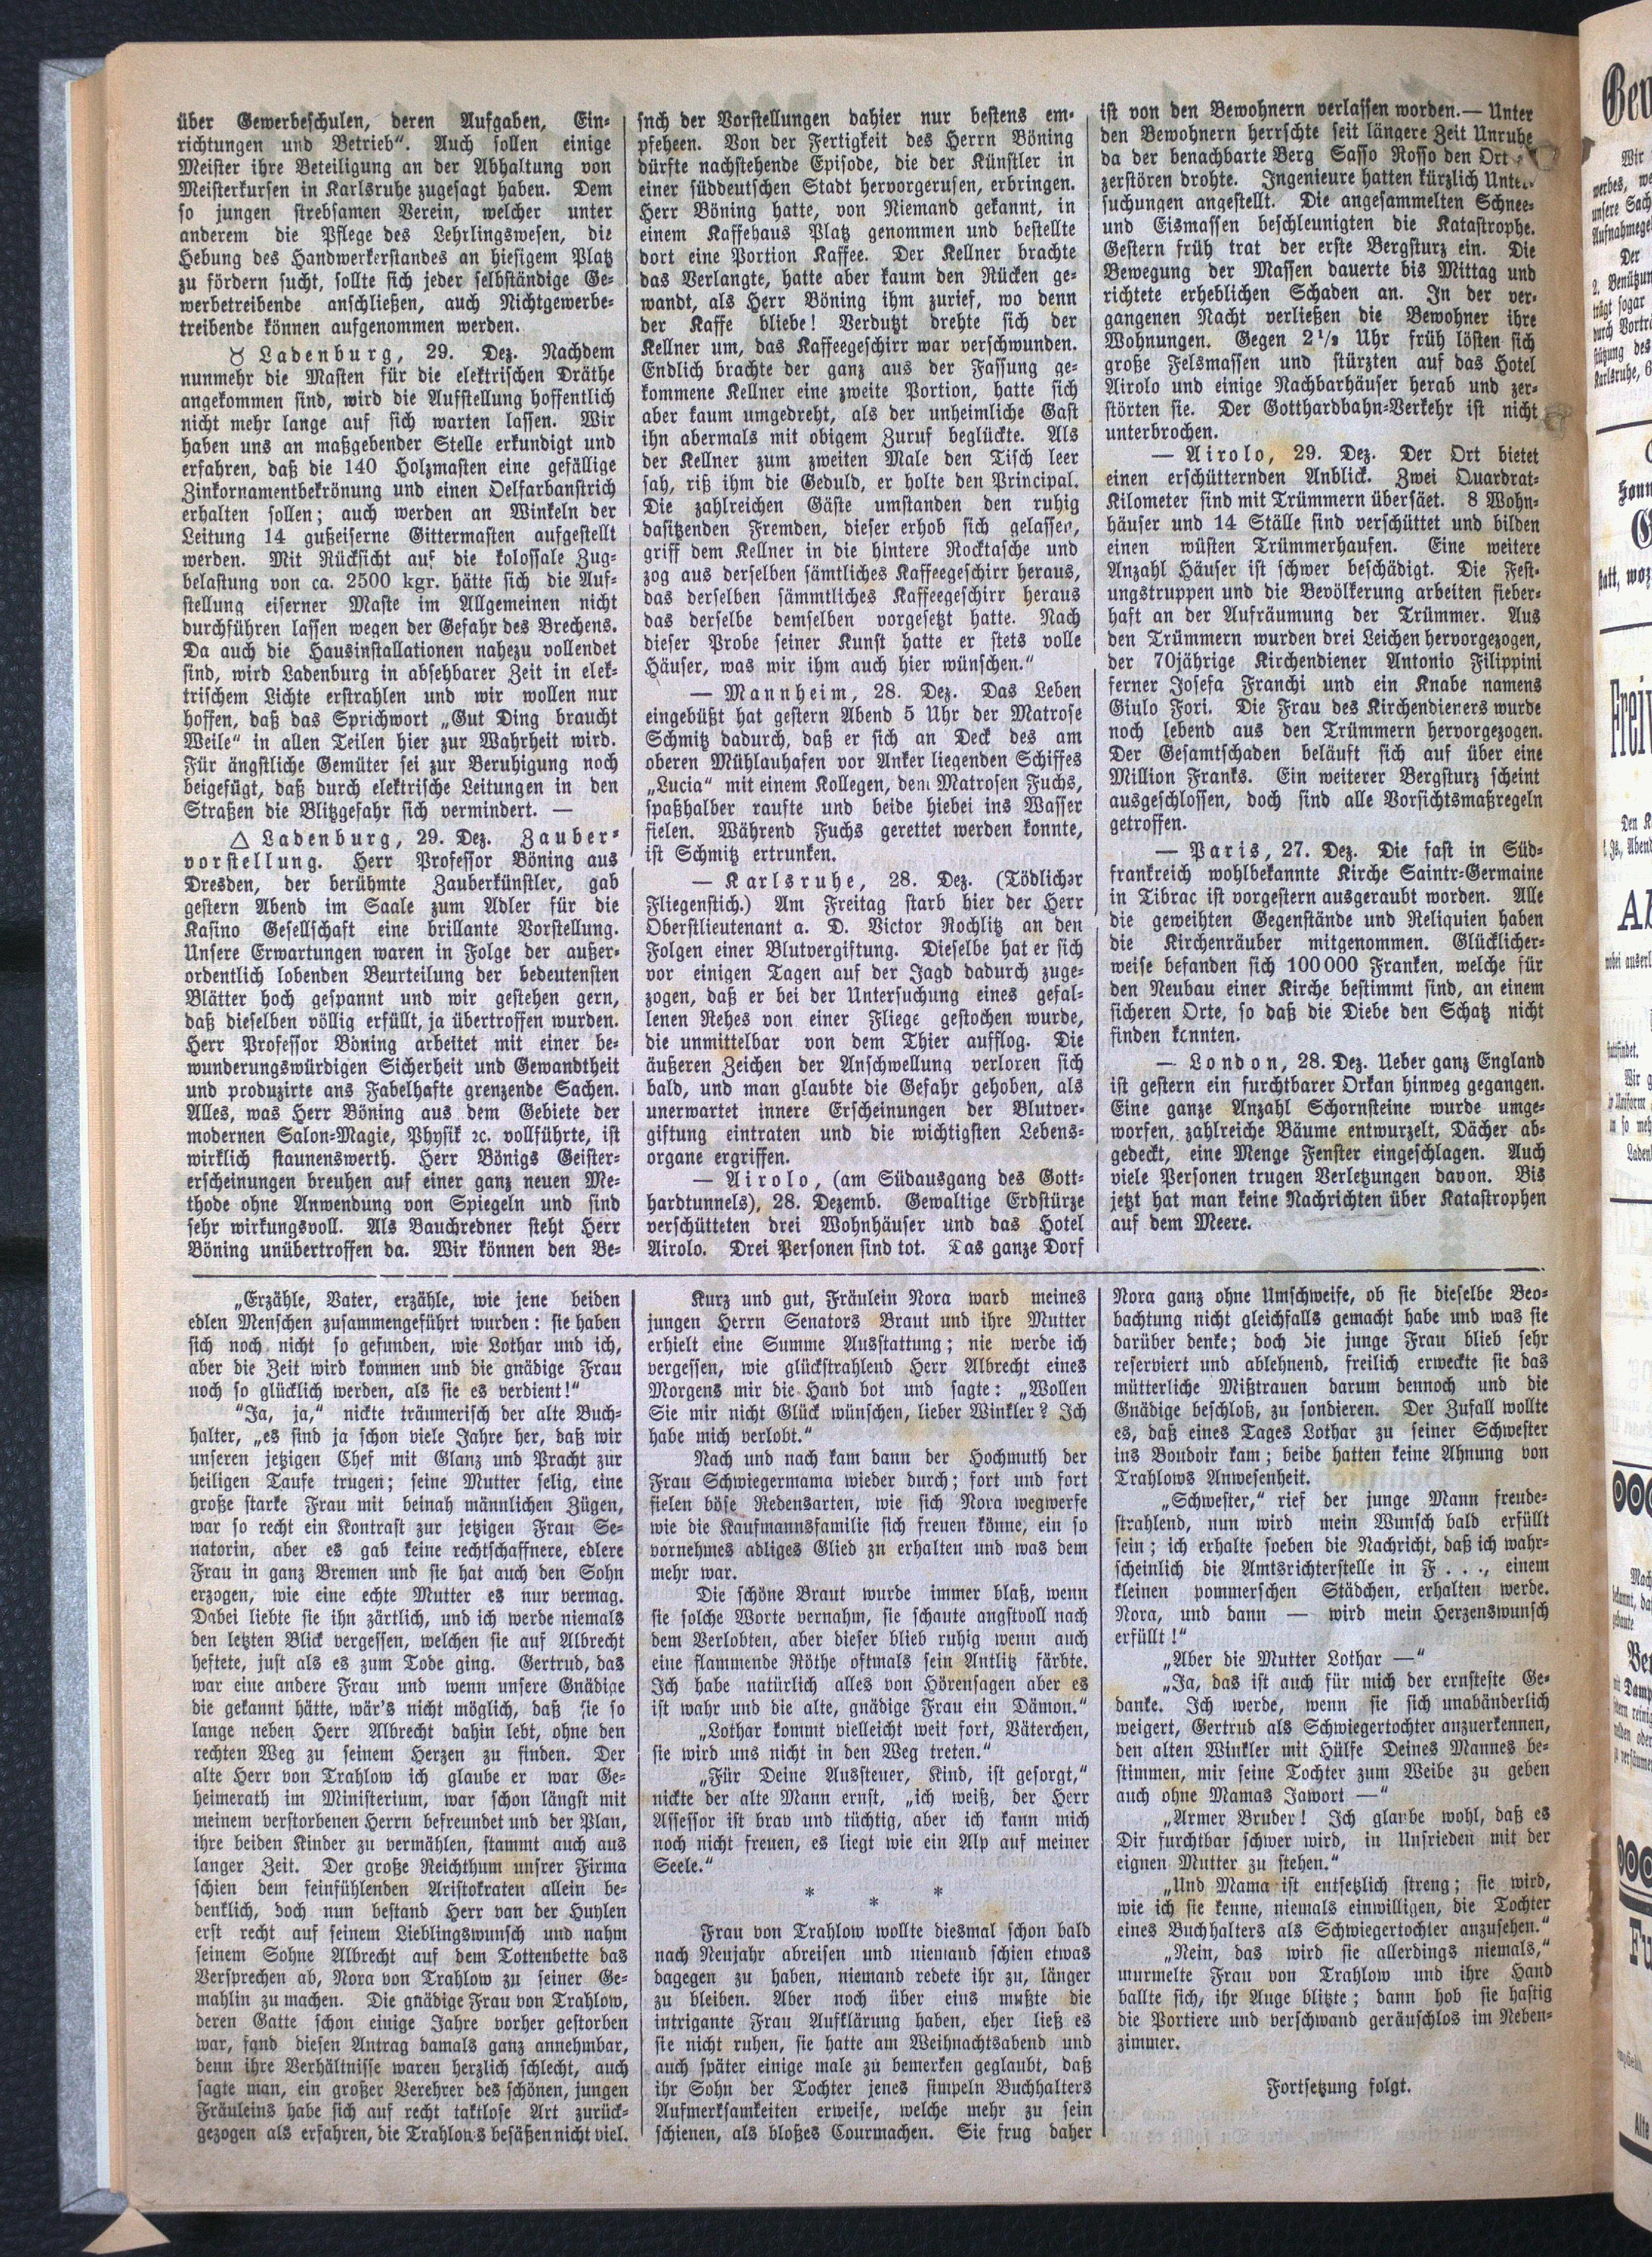 über Gewerbeschulen, deren Aufgaben, Ein-
richtungen und Betrieb“. Auch sollen einige
Meister ihre Beteiligung an der Abhaltung von
Meisterkursen in Karlsruhe zugesagt haben. Dem
so jungen strebsamen Verein, welcher unter
anderem die Pflege des Lehrlingswesen, die
Hebung des Handwerkerstandes an hiesigem Platz
zu fördern sucht, sollte sich jeder selbständige Ge-
werbetreibende anschließen, auch Nichtgewerbe-
treibende können aufgenommen werden.
♉ Ladenburg, 29. Dez. Nachdem
nunmehr die Masten für die elektrischen Dräthe
angekommen sind, wird die Aufstellung hoffentlich
nicht mehr lange auf sich warten lassen. Wir
haben uns an maßgebender Stelle erkundigt und
erfahren, daß die 140 Holzmasten eine gefällige
Zinkornamentbekrönung und einen Oelfarbanstrich
erhalten sollen; auch werden an Winkeln der
Leitung 14 gußeiserne Gittermasten aufgestellt
werden. Mit Rücksicht auf die kolossale Zug-
belastung von ca. 2500 kgr. hätte sich die Auf-
stellung eiserner Maste im Allgemeinen nicht
durchführen lassen wegen der Gefahr des Brechens.
Da auch die Hausinstallationen nahezu vollendet
sind, wird Ladenburg in absehbarer Zeit in elek-
trischem Lichte erstrahlen und wir wollen nur
hoffen, daß das Sprichwort „Gut Ding braucht
Weile“ in allen Teilen hier zur Wahrheit wird.
Für ängstliche Gemüter sei zur Beruhigung noch
beigefügt, daß durch elektrische Leitungen in den
Straßen die Blitzgefahr sich vermindert. —
△ Ladenburg, 29. Dez. Zauber-
vorstellung. Herr Professor Böning aus
Dresden, der berühmte Zauberkünstler, gab
gestern Abend im Saale zum Adler für die
Kasino Gesellschaft eine brillante Vorstellung.
Unsere Erwartungen waren in Folge der außer-
ordentlich lobenden Beurteilung der bedeutensten
Blätter hoch gespannt und wir gestehen gern,
daß dieselben völlig erfüllt, ja übertroffen wurden.
Herr Professor Böning arbeitet mit einer be-
wunderungswürdigen Sicherheit und Gewandtheit
und produzirte ans Fabelhafte grenzende Sachen.
Alles, was Herr Böning aus dem Gebiete der
modernen Salon-Magie, Physik ꝛc. vollführte, ist
wirklich staunenswerth. Herr Bönigs Geister-
erscheinungen breuhen auf einer ganz neuen Me-
thode ohne Anwendung von Spiegeln und sind
sehr wirkungsvoll. Als Bauchredner steht Herr
Böning unübertroffen da. Wir können den Be-
snch der Vorstellungen dahier nur bestens em-
pfeheen. Von der Fertigkeit des Herrn Böning
dürfte nachstehende Episode, die der Künstler in
einer süddeutschen Stadt hervorgerusen, erbringen.
Herr Böning hatte, von Niemand gekannt, in
einem Kaffehaus Platz genommen und bestellte
dort eine Portion Kaffee. Der Kellner brachte
das Verlangte, hatte aber kaum den Rücken ge-
wandt, als Herr Böning ihm zurief, wo denn
der Kaffe bliebe! Verdutzt drehte sich der
Kellner um, das Kaffeegeschirr war verschwunden.
Endlich brachte der ganz aus der Fassung ge-
kommene Kellner eine zweite Portion, hatte sich
aber kaum umgedreht, als der unheimliche Gast
ihn abermals mit obigem Zuruf beglückte. Als
der Kellner zum zweiten Male den Tisch leer
sah, riß ihm die Geduld, er holte den Principal.
Die zahlreichen Gäste umstanden den ruhig
dasitzenden Fremden, dieser erhob sich gelassen,
griff dem Kellner in die hintere Rocktasche und
zog aus derselben sämtliches Kaffeegeschirr heraus,
das derselben sämmtliches Kaffeegeschirr heraus
das derselbe demselben vorgesetzt hatte. Nach
dieser Probe seiner Kunst hatte er stets volle
Häuser, was wir ihm auch hier wünschen.“
— Mannheim, 28. Dez. Das Leben
eingebüßt hat gestern Abend 5 Uhr der Matrose
Schmitz dadurch, daß er sich an Deck des am
oberen Mühlauhafen vor Anker liegenden Schiffes
„Lucia“ mit einem Kollegen, dem Matrosen Fuchs,
spaßhalber raufte und beide hiebei ins Wasser
fielen. Während Fuchs gerettet werden konnte,
ist Schmitz ertrunken.
— Karlsruhe, 28. Dez. (Tödlicher
Fliegenstich.) Am Freitag starb hier der Herr
Oberstlieutenant a. D. Victor Rochlitz an den
Folgen einer Blutvergiftung. Dieselbe hat er sich
vor einigen Tagen auf der Jagd dadurch zuge-
zogen, daß er bei der Untersuchung eines gefal-
lenen Rehes von einer Fliege gestochen wurde,
die unmittelbar von dem Thier aufflog. Die
äußeren Zeichen der Anschwellung verloren sich
bald, und man glaubte die Gefahr gehoben, als
unerwartet innere Erscheinungen der Blutver-
giftung eintraten und die wichtigsten Lebens-
organe ergriffen.
— Airolo, (am Südausgang des Gott-
hardtunnels), 28. Dezemb. Gewaltige Erdstürze
verschütteten drei Wohnhäuser und das Hotel
Airolo. Drei Personen sind tot. Das ganze Dorf
ist von den Bewohnern verlassen worden.— Unter
den Bewohnern herrschte seit längere Zeit Unruhe
da der benachbarte Berg Sasso Rosso den Ort
zerstören drohte. Ingenieure hatten kürzlich Unter-
suchungen angestellt. Die angesammelten Schnee-
und Eismassen beschleunigten die Katastrophe.
Gestern früh trat der erste Bergsturz ein. Die
Bewegung der Massen dauerte bis Mittag und
richtete erheblichen Schaden an. In der ver-
gangenen Nacht verließen die Bewohner ihre
Wohnungen. Gegen 2½ Uhr früh lösten sich
große Felsmassen und stürzten auf das Hotel
Airolo und einige Nachbarhäuser herab und zer-
störten sie. Der Gotthardbahn-Verkehr ist nicht
unterbrochen.
— Airolo, 29. Dez. Der Ort bietet
einen erschütternden Anblick. Zwei Quardrat-
Kilometer sind mit Trümmern übersäet. 8 Wohn-
häuser und 14 Ställe sind verschüttet und bilden
einen wüsten Trümmerhaufen. Eine weitere
Anzahl Häuser ist schwer beschädigt. Die Fest-
ungstruppen und die Bevölkerung arbeiten fieber-
haft an der Aufräumung der Trümmer. Aus
den Trümmern wurden drei Leichen hervorgezogen,
der 70jährige Kirchendiener Antonio Filippini
ferner Josefa Franchi und ein Knabe namens
Giulo Fori. Die Frau des Kirchendieners wurde
noch lebend aus den Trümmern hervorgezogen.
Der Gesamtschaden beläuft sich auf über eine
Million Franks. Ein weiterer Bergsturz scheint
ausgeschlossen, doch sind alle Vorsichtsmaßregeln
getroffen.
— Paris, 27. Dez. Die fast in Süd-
frankreich wohlbekannte Kirche Saintr-Germaine
in Tibrac ist vorgestern ausgeraubt worden. Alle
die geweihten Gegenstände und Reliquien haben
die Kirchenräuber mitgenommen. Glücklicher-
weise befanden sich 100 000 Franken, welche für
den Neubau einer Kirche bestimmt sind, an einem
sicheren Orte, so daß die Diebe den Schatz nicht
finden konnten.
— London, 28. Dez. Ueber ganz England
ist gestern ein furchtbarer Orkan hinweg gegangen.
Eine ganze Anzahl Schornsteine wurde umge-
worfen, zahlreiche Bäume entwurzelt, Dächer ab-
gedeckt, eine Menge Fenster eingeschlagen. Auch
viele Personen trugen Verletzungen davon. Bis
jetzt hat man keine Nachrichten über Katastrophen
auf dem Meere.
„Erzähle, Vater, erzähle, wie jene beiden
edlen Menschen zusammengeführt wurden: sie haben
sich noch nicht so gefunden, wie Lothar und ich,
aber die Zeit wird kommen und die gnädige Frau
noch so glücklich werden, als sie es verdient!“
“Ja, ja,“ nickte träumerisch der alte Buch-
halter, „es sind ja schon viele Jahre her, daß wir
unseren jetzigen Chef mit Glanz und Pracht zur
heiligen Taufe trugen; seine Mutter selig, eine
große starke Frau mit beinah männlichen Zügen,
war so recht ein Kontrast zur jetzigen Frau Se-
natorin, aber es gab keine rechtschaffnere, edlere
Frau in ganz Bremen und sie hat auch den Sohn
erzogen, wie eine echte Mutter es nur vermag.
Dabei liebte sie ihn zärtlich, und ich werde niemals
den letzten Blick vergessen, welchen sie auf Albrecht
heftete, just als es zum Tode ging. Gertrud, das
war eine andere Frau und wenn unsere Gnädige
die gekannt hätte, wär's nicht möglich, daß sie so
lange neben Herr Albrecht dahin lebt, ohne den
rechten Weg zu seinem Herzen zu finden. Der
alte Herr von Trahlow ich glaube er war Ge-
heimerath im Ministerium, war schon längst mit
meinem verstorbenen Herrn befreundet und der Plan,
ihre beiden Kinder zu vermählen, stammt auch aus
langer Zeit. Der große Reichthum unsrer Firma
schien dem feinfühlenden Aristokraten allein be-
denklich, doch nun bestand Herr van der Huylen
erst recht auf seinem Lieblingswunsch und nahm
seinem Sohne Albrecht auf dem Tottenbette das
Versprechen ab, Nora von Trahlow zu seiner Ge-
mahlin zu machen. Die gnädige Frau von Trahlow,
deren Gatte schon einige Jahre vorher gestorben
war, fand diesen Antrag damals ganz annehmbar,
denn ihre Verhältnisse waren herzlich schlecht, auch
sagte man, ein großer Verehrer des schönen, jungen
Fräuleins habe sich auf recht taktlose Art zurück-
gezogen als erfahren, die Trahlows besäßen nicht viel.
Kurz und gut, Fräulein Nora ward meines
jungen Herrn Senators Braut und ihre Mutter
erhielt eine Summe Ausstattung; nie werde ich
vergessen, wie glückstrahlend Herr Albrecht eines
Morgens mir die Hand bot und sagte: „Wollen
Sie mir nicht Glück wünschen, lieber Winkler? Ich
habe mich verlobt.“
Nach und nach kam dann der Hochmuth der
Frau Schwiegermama wieder durch; fort und fort
fielen böse Redensarten, wie sich Nora wegwerfe
wie die Kaufmannsfamilie sich freuen könne, ein so
vornehmes adliges Glied zu erhalten und was dem
mehr war.
Die schöne Braut wurde immer blaß, wenn
sie solche Worte vernahm, sie schaute angstvoll nach
dem Verlobten, aber dieser blieb ruhig wenn auch
eine flammende Röthe oftmals sein Antlitz färbte.
Ich habe natürlich alles von Hörensagen aber es
ist wahr und die alte, gnädige Frau ein Dämon.“
„Lothar kommt vielleicht weit fort, Väterchen,
sie wird uns nicht in den Weg treten.“
„Für Deine Aussteuer, Kind, ist gesorgt,“
nickte der alte Mann ernst, „ich weiß, der Herr
Assessor ist brav und tüchtig, aber ich kann mich
noch nicht freuen, es liegt wie ein Alp auf meiner
Seele.“
* * *
Frau von Trahlow wollte diesmal schon bald
nach Neujahr abreisen und niemand schien etwas
dagegen zu haben, niemand redete ihr zu, länger
zu bleiben. Aber noch über eins mußte die
intrigante Frau Aufklärung haben, eher ließ es
sie nicht ruhen, sie hatte am Weihnachtsabend und
auch später einige male zu bemerken geglaubt, daß
ihr Sohn der Tochter jenes simpeln Buchhalters
Aufmerksamkeiten erweise, welche mehr zu sein
schienen, als bloßes Courmachen. Sie frug daher
Nora ganz ohne Umschweife, ob sie dieselbe Beo-
bachtung nicht gleichfalls gemacht habe und was sie
darüber denke; doch die junge Frau blieb sehr
reserviert und ablehnend, freilich erweckte sie das
mütterliche Mißtrauen darum dennoch und die
Gnädige beschloß, zu sondieren. Der Zufall wollte
es, daß eines Tages Lothar zu seiner Schwester
ins Boudoir kam; beide hatten keine Ahnung von
Trahlows Anwesenheit.
„Schwester,“ rief der junge Mann freude-
strahlend, nun wird mein Wunsch bald erfüllt
sein; ich erhalte soeben die Nachricht, daß ich wahr-
scheinlich die Amtsrichterstelle in F . . ., einem
kleinen pommerschen Städchen, erhalten werde.
Nora, und dann — wird mein Herzenswunsch
erfüllt!“
„Aber die Mutter Lothar —“
„Ja, das ist auch für mich der ernsteste Ge-
danke. Ich werde, wenn sie sich unabänderlich
weigert, Gertrud als Schwiegertochter anzuerkennen,
den alten Winkler mit Hülfe Deines Mannes be-
stimmen, mir seine Tochter zum Weibe zu geben
auch ohne Mamas Jawort —“
„Armer Bruder! Ich glaube wohl, daß es
Dir furchtbar schwer wird, in Unfrieden mit der
eignen Mutter zu stehen.“
„Und Mama ist entsetzlich streng; sie wird,
wie ich sie kenne, niemals einwilligen, die Tochter
eines Buchhalters als Schwiegertochter anzusehen.“
„Nein, das wird sie allerdings niemals,“
murmelte Frau von Trahlow und ihre Hand
ballte sich, ihr Auge blitzte; dann hob sie hastig
die Portiere und verschwand geräuschlos im Neben-
zimmer.
Fortsetzung folgt.